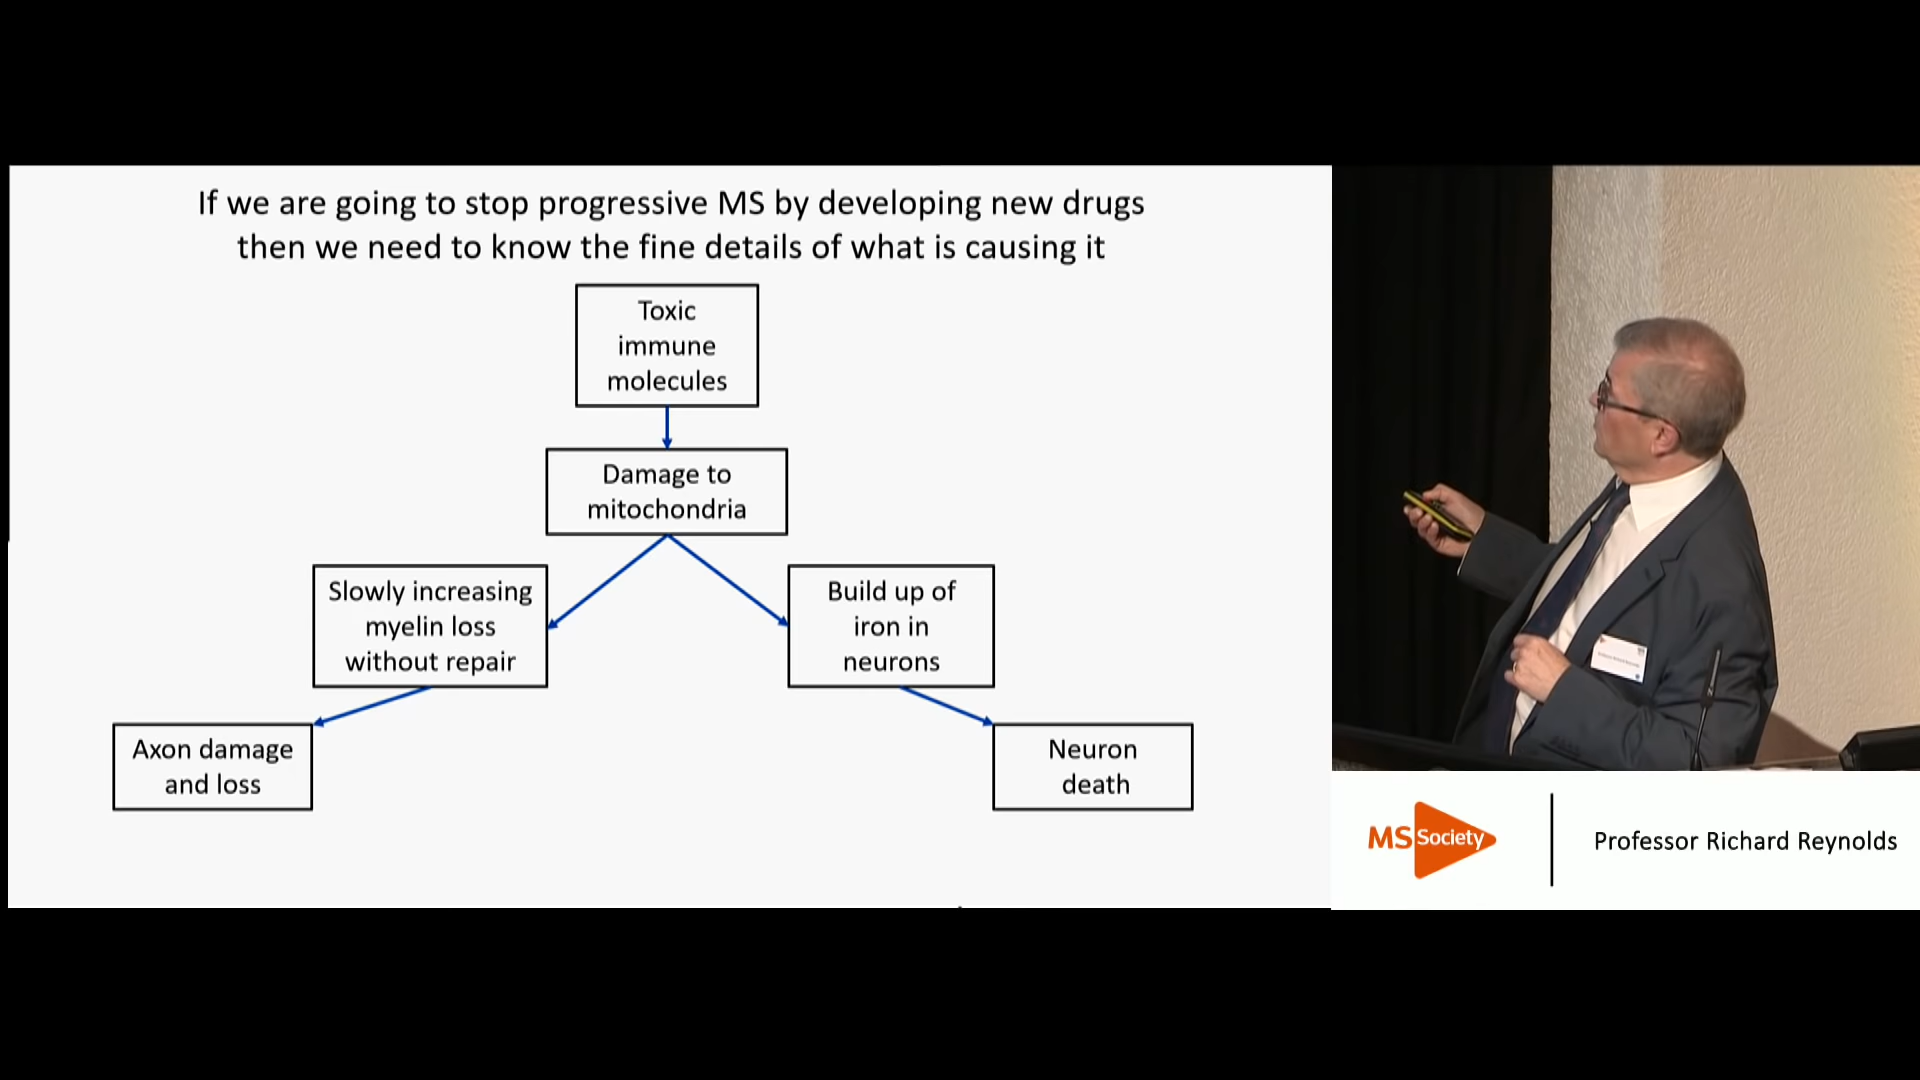 If we are going to stop progressive MS by developing new drugs
then we need to know the fine details of what is causing it
Toxic
immune
molecules
Damage to
mitochondria
Slowly increasing
myelin loss
without repair
Build up of
iron in
neurons
Axon damage
and loss
Neuron
death
MS Society
Professor Richard Reynolds